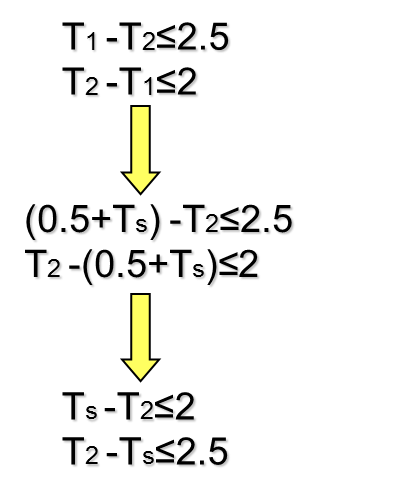 T₁ -T₂≤2.5
T₂ -T₁≤2
(0.5+Tₛ) -T₂≤2.5
T₂ -(0.5+Tₛ)≤2
Tₛ -T₂≤2
T₂ -Tₛ≤2.5